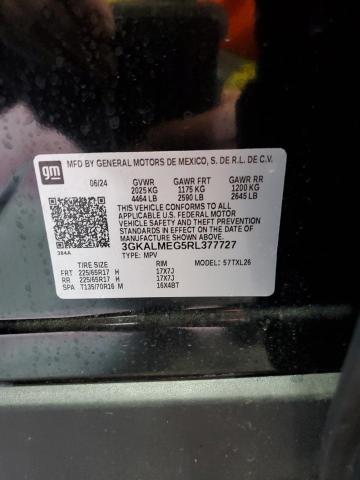 gm
MFD BY GENERAL MOTORS DE MEXICO, S. DE R.L. DE C.V.
06/24 GVWR GAWR FRT GAWR RR
2025 KG 1175 KG 1200 KG
4464 LB 2590 LB 2645 LB
THIS VEHICLE CONFORMS TO ALL APPLICABLE
U.S. FEDERAL MOTOR VEHICLE SAFETY, BUMPER,
AND THEFT PREVENTION STANDARDS IN EFFECT ON
THE DATE OF MANUFACTURE SHOWN ABOVE.
384A 3GKALMEG5RL377727
TYPE: MPV
TIRE SIZE RIM 57TXL26
FRT 225/65R17 H 17X7J
RR 225/65R17 H 17X7J
SPA T135/70R16 M 16X4BT